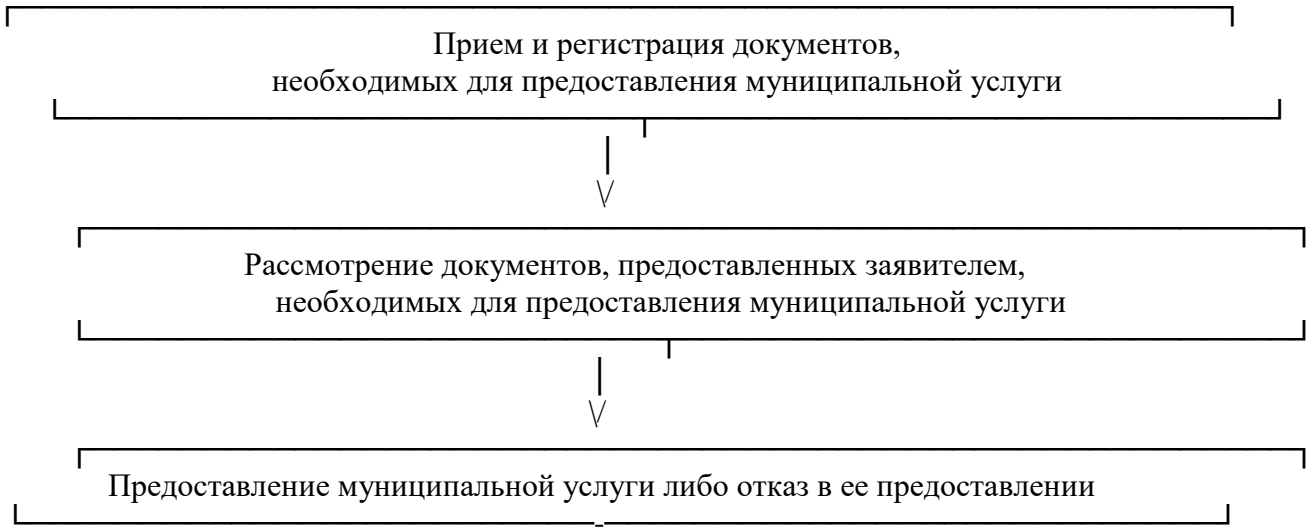 Прием и регистрация документов,
необходимых для предоставления муниципальной услуги
Рассмотрение документов, предоставленных заявителем,
необходимых для предоставления муниципальной услуги
Предоставление муниципальной услуги либо отказ в ее предоставлении